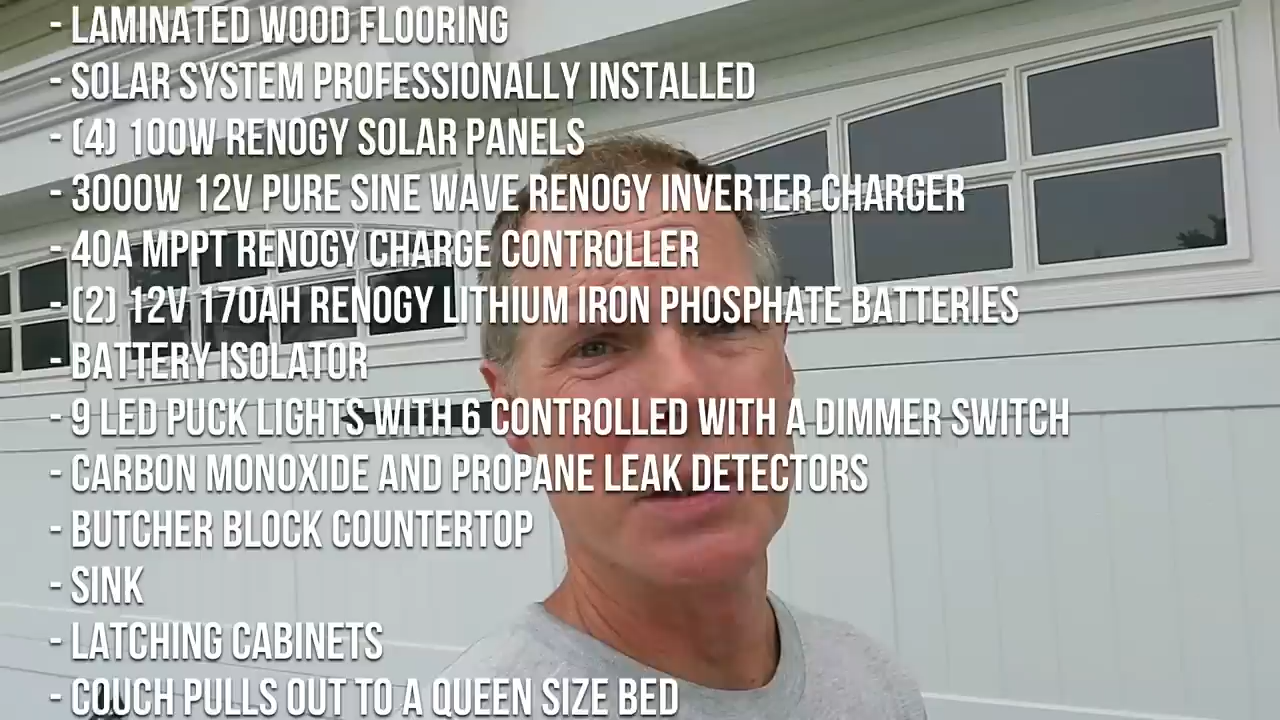 - LAMINATED WOOD FLOORING
- SOLAR SYSTEM PROFESSIONALLY INSTALLED
- (4) 100W RENOGY SOLAR PANELS
- 3000W 12V PURE SINE WAVE RENOGY INVERTER CHARGER
- 40A MPPT RENOGY CHARGE CONTROLLER
- (2) 12V 170AH RENOGY LITHIUM IRON PHOSPHATE BATTERIES
- BATTERY ISOLATOR
- 9 LED PUCK LIGHTS WITH 6 CONTROLLED WITH A DIMMER SWITCH
- CARBON MONOXIDE AND PROPANE LEAK DETECTORS
- BUTCHER BLOCK COUNTERTOP
- SINK
- LATCHING CABINETS
- COUCH PULLS OUT TO A QUEEN SIZE BED